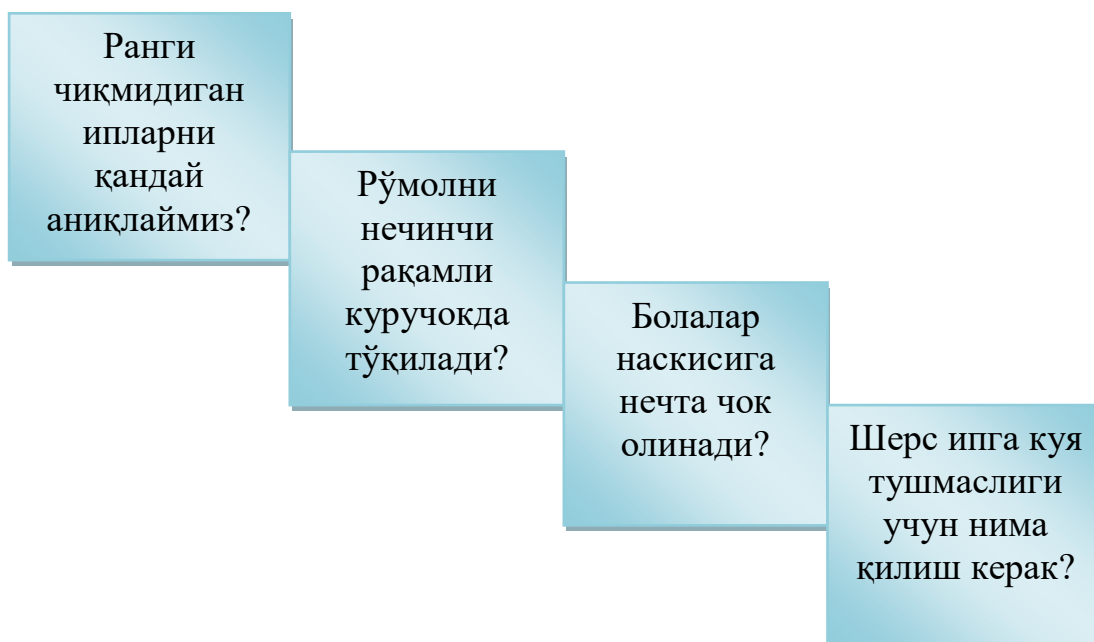 Ранги
чиқмидиган
ипларни
қандай
аниқлаймиз?
Рўмолни
нечинчи
рақамли
куручокда
тўқилади?
Болалар
наскисига
нечта чок
олинади?
Шерс ипга куя
тушмаслиги
учун нима
қилиш керак?